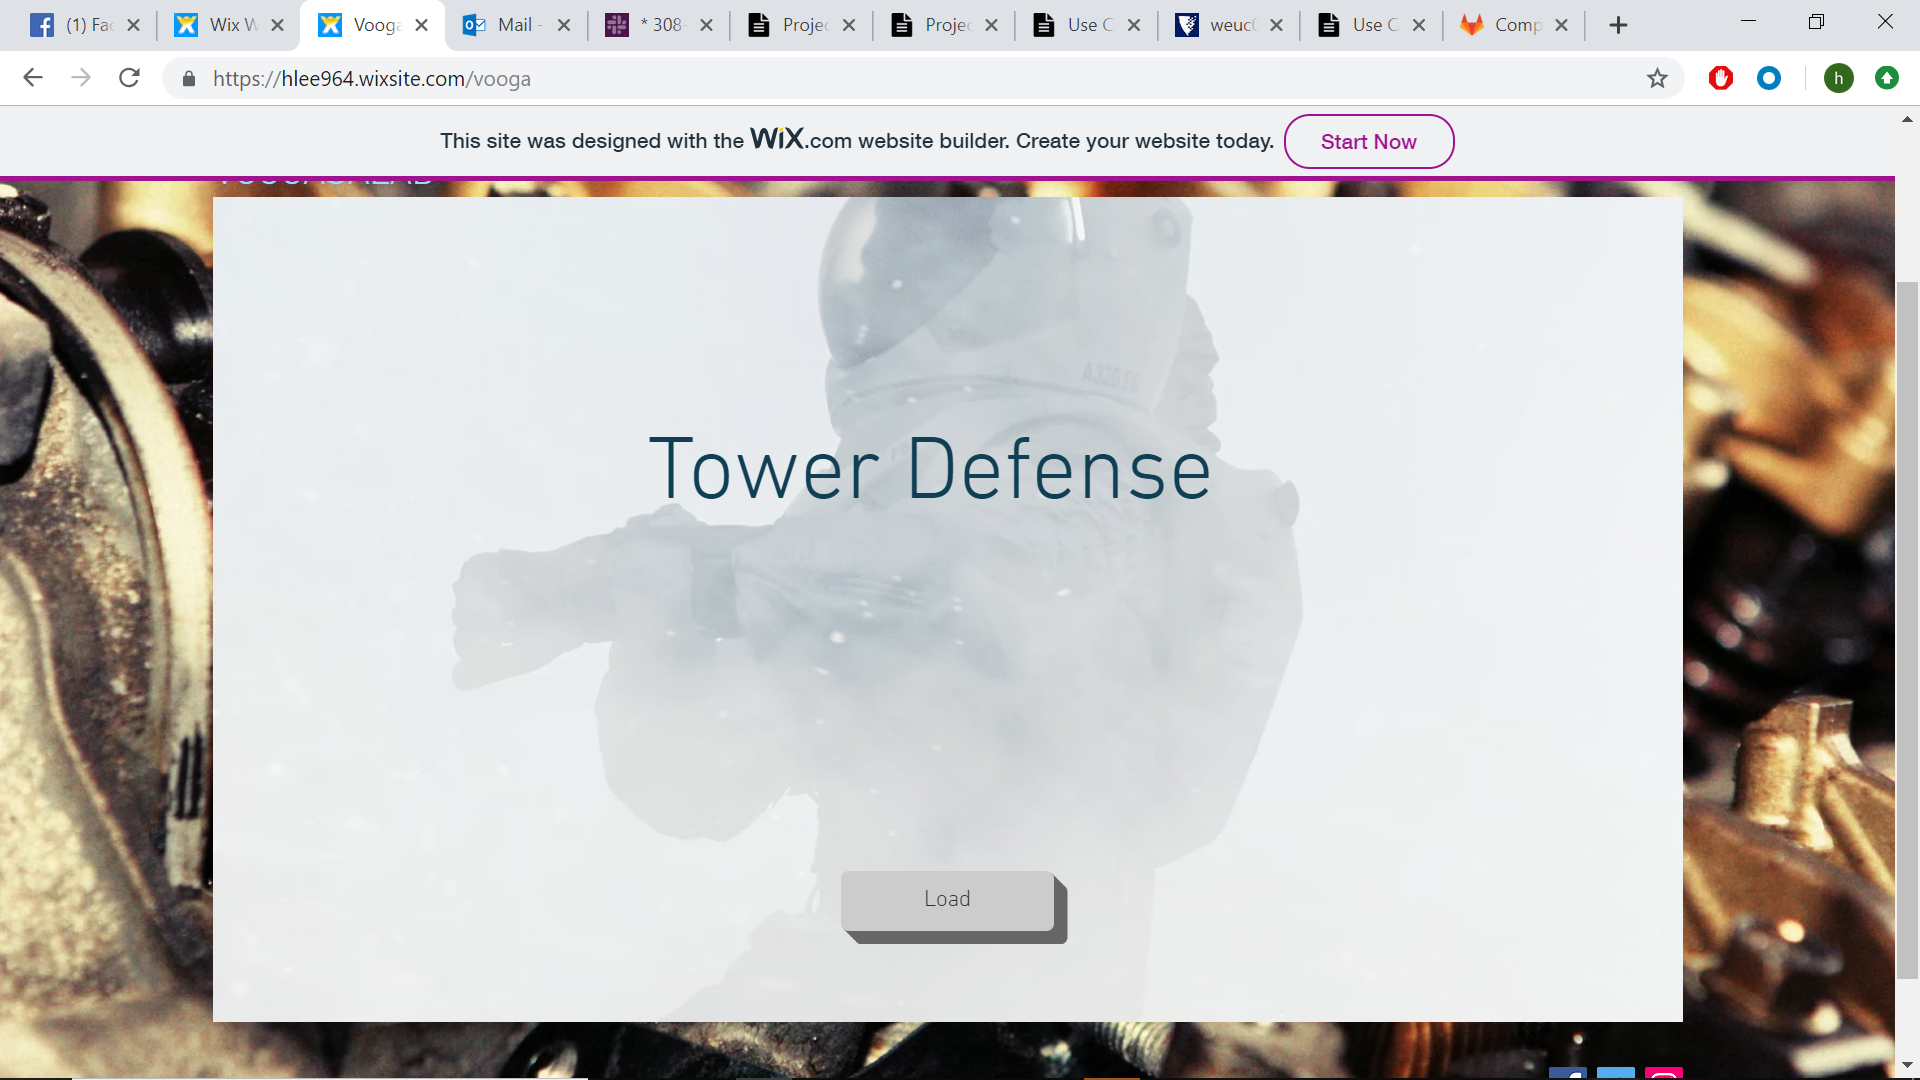 (1) Fac
Wix W
Vooga
Mail -
* 308-
Projec
Projec
Use C
weuc
Use C
Comp
https://hlee964.wixsite.com/vooga
h
This site was designed with the WiX.com website builder. Create your website today.
Start Now
Tower Defense
Load